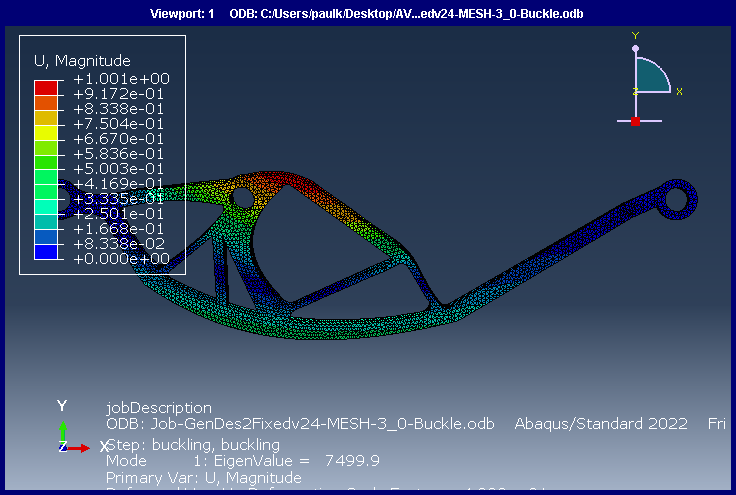 Viewport: 1 ODB: C:/Users/paulk/Desktop/AV...edv24-MESH-3_0-Buckle.odb
U, Magnitude
+1.001e+00
+9.172e-01
+8.338e-01
+7.504e-01
+6.670e-01
+5.836e-01
+5.003e-01
+4.169e-01
+3.335e-01
+2.501e-01
+1.668e-01
+8.338e-02
+0.000e+00
Y
Z X
Y
Z X
jobDescription
ODB: Job-GenDes2Fixedv24-MESH-3_0-Buckle.odb Abaqus/Standard 2022 Fri
Step: buckling, buckling
Mode 1: EigenValue = 7499.9
Primary Var: U, Magnitude